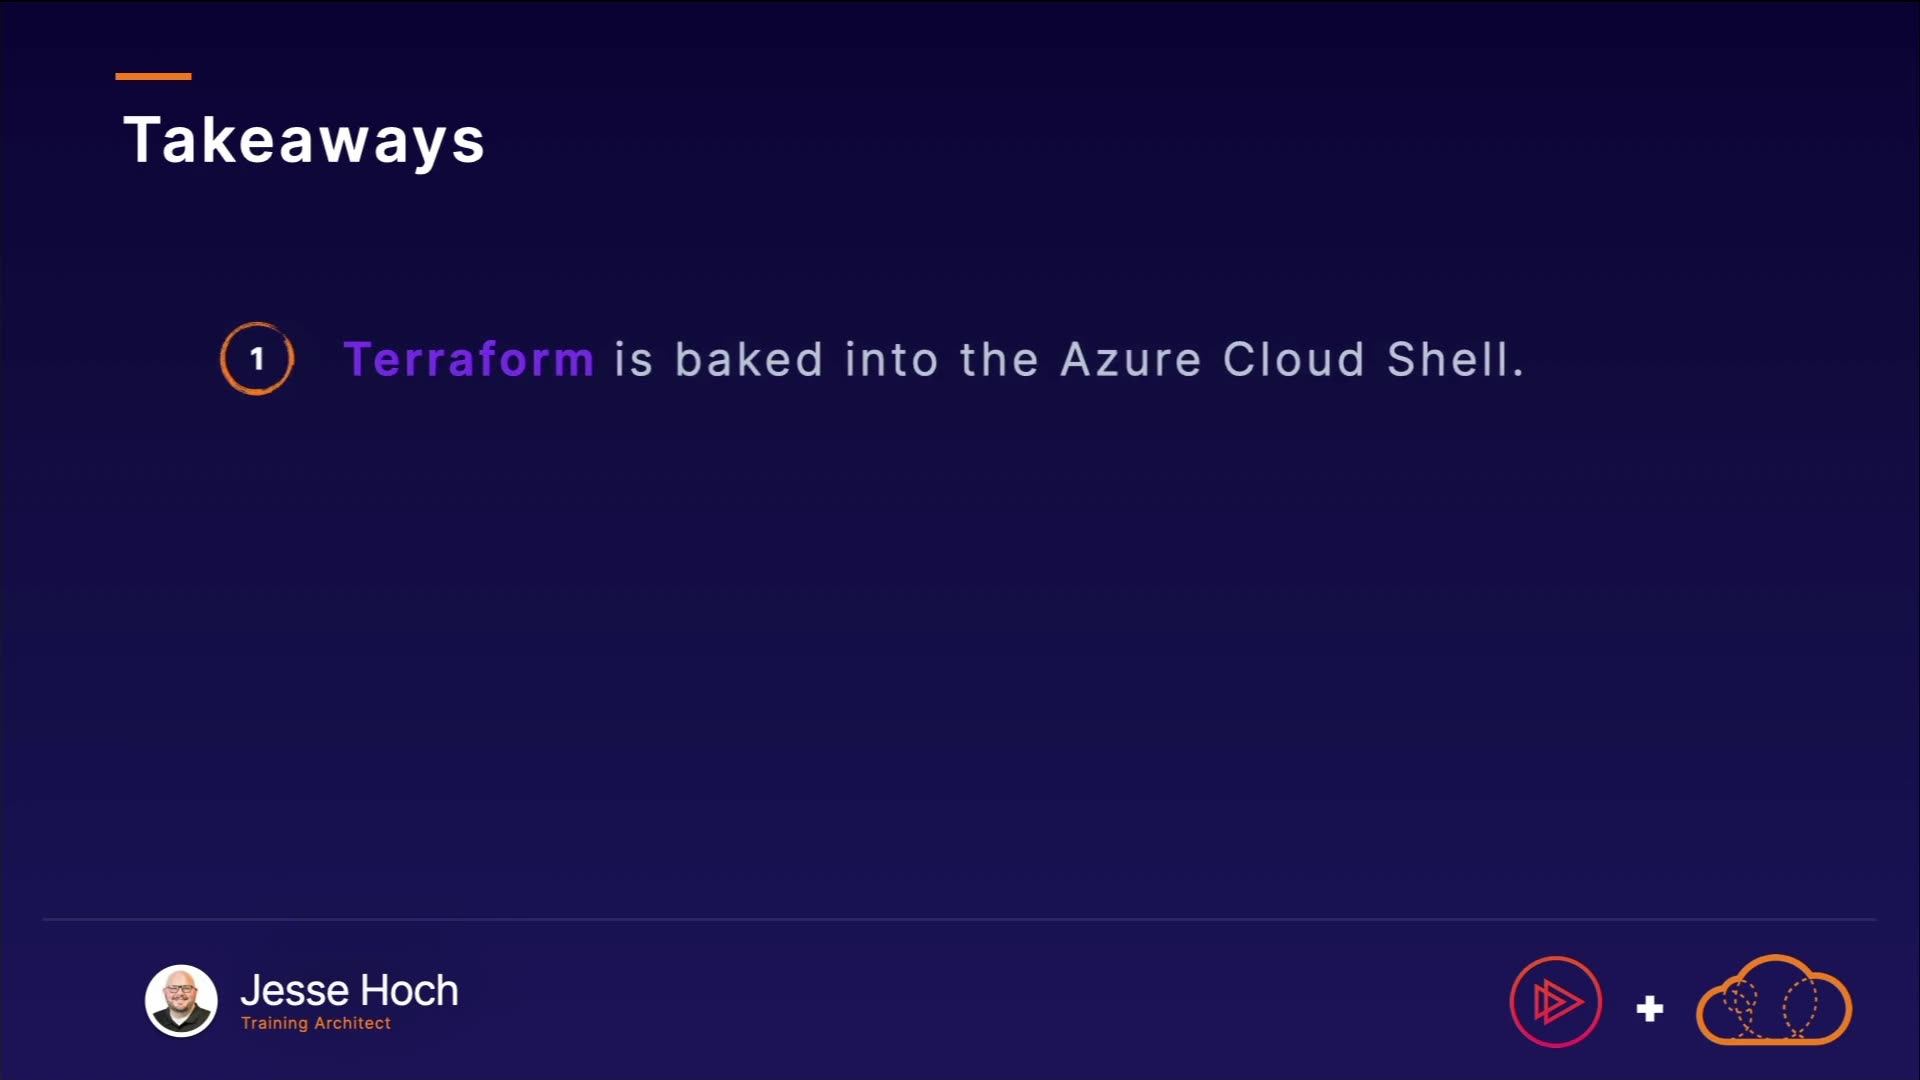 Takeaways
1 Terraform is baked into the Azure Cloud Shell.
Jesse Hoch
Training Architect